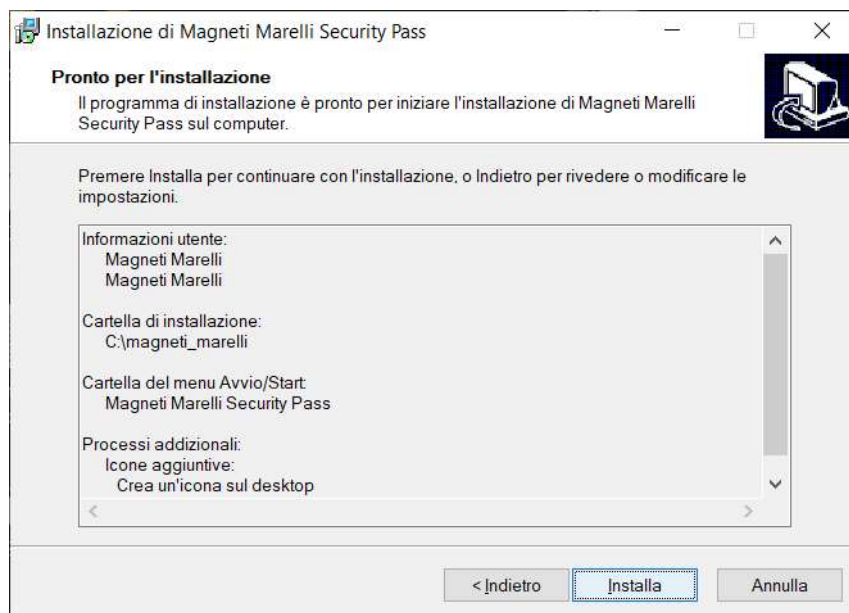 Installazione di Magneti Marelli Security Pass
Pronto per l'installazione
Il programma di installazione è pronto per iniziare l'installazione di Magneti Marelli
Security Pass sul computer.
Premere Installa per continuare con l'installazione, o Indietro per rivedere o modificare le
impostazioni.
Informazioni utente:
Magneti Marelli
Magneti Marelli
Cartella di installazione:
C:\magneti_marelli
Cartella del menu Avvio/Start:
Magneti Marelli Security Pass
Processi addizionali:
Icone aggiuntive:
Crea un'icona sul desktop
< Indietro
Installa
Annulla